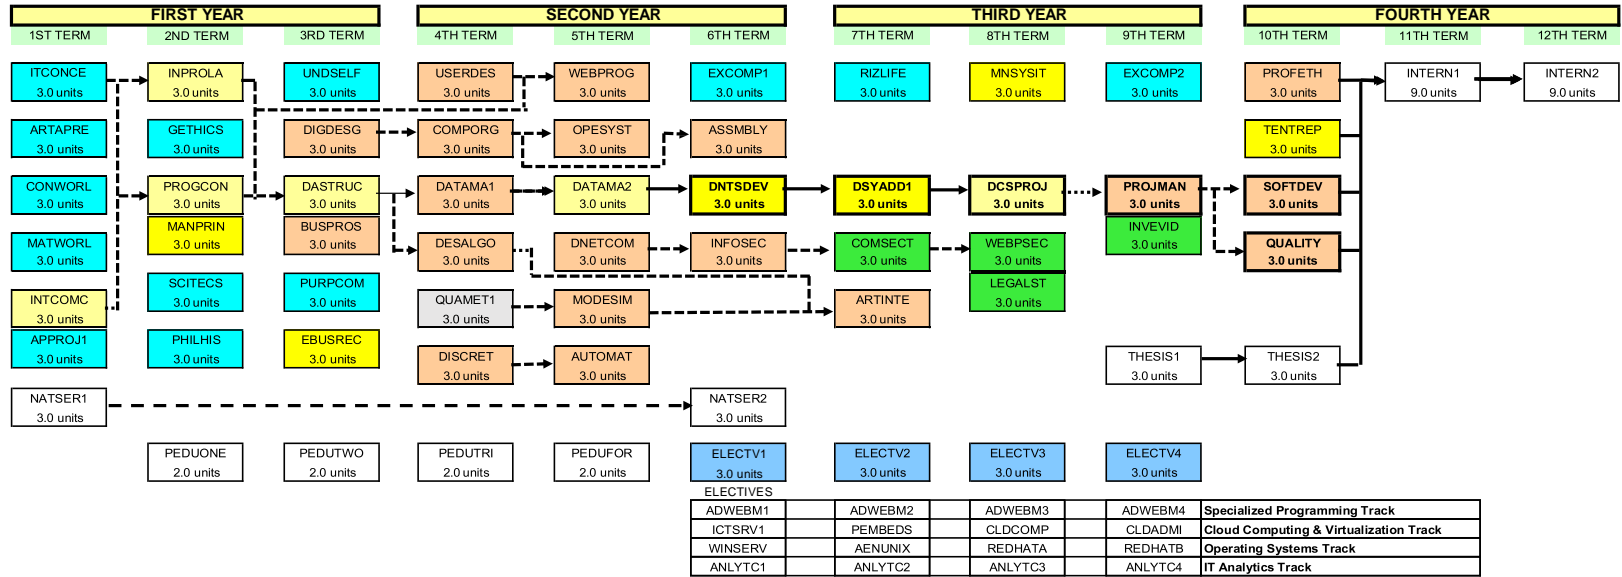 FIRST YEAR SECOND YEAR THIRD YEAR FOURTH YEAR
1ST TERM 2ND TERM 3RD TERM 4TH TERM 5TH TERM 6TH TERM 7TH TERM 8TH TERM 9TH TERM 10TH TERM 11TH TERM 12TH TERM
ITCONCE INPROLA UNDSELF USERDES WEBPROG EXCOMP1 RIZLIFE MNSYSIT EXCOMP2 PROFETH INTERN1 INTERN2
3.0 units 3.0 units 3.0 units 3.0 units 3.0 units 3.0 units 3.0 units 3.0 units 3.0 units 3.0 units 9.0 units 9.0 units
ARTAPRE GETHICS DIGDESG COMPORG OPESYST ASSMBLY TENTREP
3.0 units 3.0 units 3.0 units 3.0 units 3.0 units 3.0 units 3.0 units
CONWORL PROGCON DASTRUC DATAMA1 DATAMA2 DNTSDEV DSYADD1 DCSPROJ PROJMAN SOFTDEV
3.0 units 3.0 units 3.0 units 3.0 units 3.0 units 3.0 units 3.0 units 3.0 units 3.0 units 3.0 units
MANPRIN BUSPROS INVEVID
3.0 units 3.0 units 3.0 units
MATWORL DESALGO DNETCOM INFOSEC COMSECT WEBPSEC QUALITY
3.0 units 3.0 units 3.0 units 3.0 units 3.0 units 3.0 units 3.0 units
SCITECS PURPCOM LEGALST
3.0 units 3.0 units 3.0 units
INTCOMC QUAMET1 MODESIM ARTINTE
3.0 units 3.0 units 3.0 units 3.0 units
APPROJ1 PHILHIS EBUSREC
3.0 units 3.0 units 3.0 units
DISCRET AUTOMAT THESIS1 THESIS2
3.0 units 3.0 units 3.0 units 3.0 units
NATSER1 NATSER2
3.0 units 3.0 units
PEDUONE PEDUTWO PEDUTRI PEDUFOR ELECTV1 ELECTV2 ELECTV3 ELECTV4
2.0 units 2.0 units 2.0 units 2.0 units 3.0 units 3.0 units 3.0 units 3.0 units
ELECTIVES
ADWEBM1 ADWEBM2 ADWEBM3 ADWEBM4 Specialized Programming Track
ICTSRV1 PEMBEDS CLDCOMP CLDADMI Cloud Computing & Virtualization Track
WINSERV AENUNIX REDHATA REDHATB Operating Systems Track
ANLYTC1 ANLYTC2 ANLYTC3 ANLYTC4 IT Analytics Track